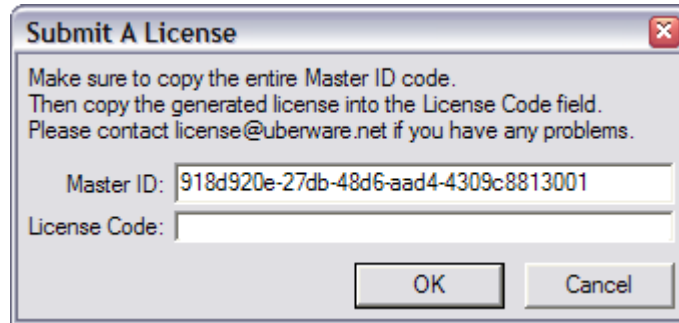 Submit A License
Make sure to copy the entire Master ID code.
Then copy the generated license into the License Code field.
Please contact license@uberware.net if you have any problems.
Master ID: 918d920e-27db-48d6-aad4-4309c8813001
License Code:
OK Cancel